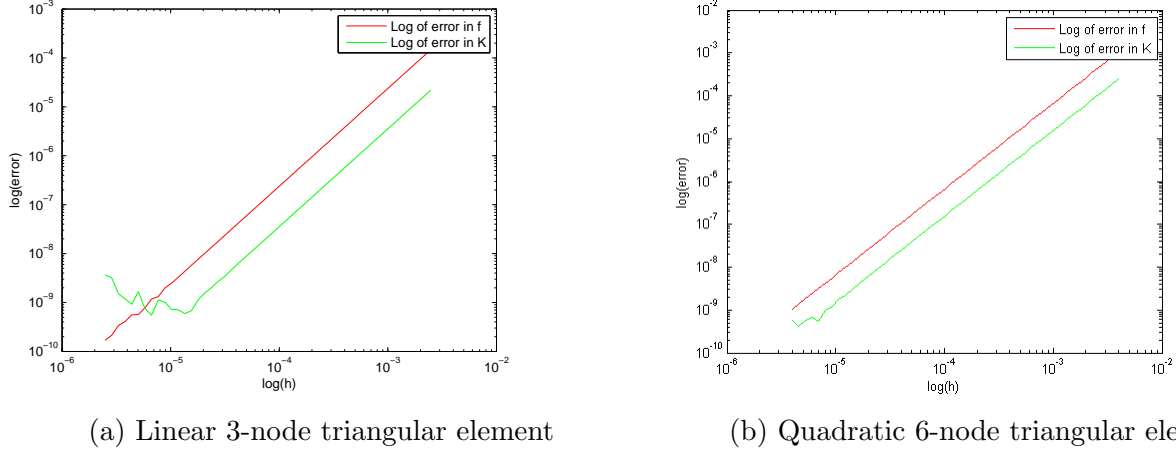 10^-3
10^-4
10^-5
10^-6
10^-7
10^-8
10^-9
10^-10
log(error)
Log of error in f
Log of error in K
10^-6 10^-5 10^-4 10^-3 10^-2
log(h)
(a) Linear 3-node triangular element
10^-2
10^-3
10^-4
10^-5
10^-6
10^-7
10^-8
10^-9
10^-10
log(error)
Log of error in f
Log of error in K
10^-6 10^-5 10^-4 10^-3 10^-2
log(h)
(b) Quadratic 6-node triangular ele